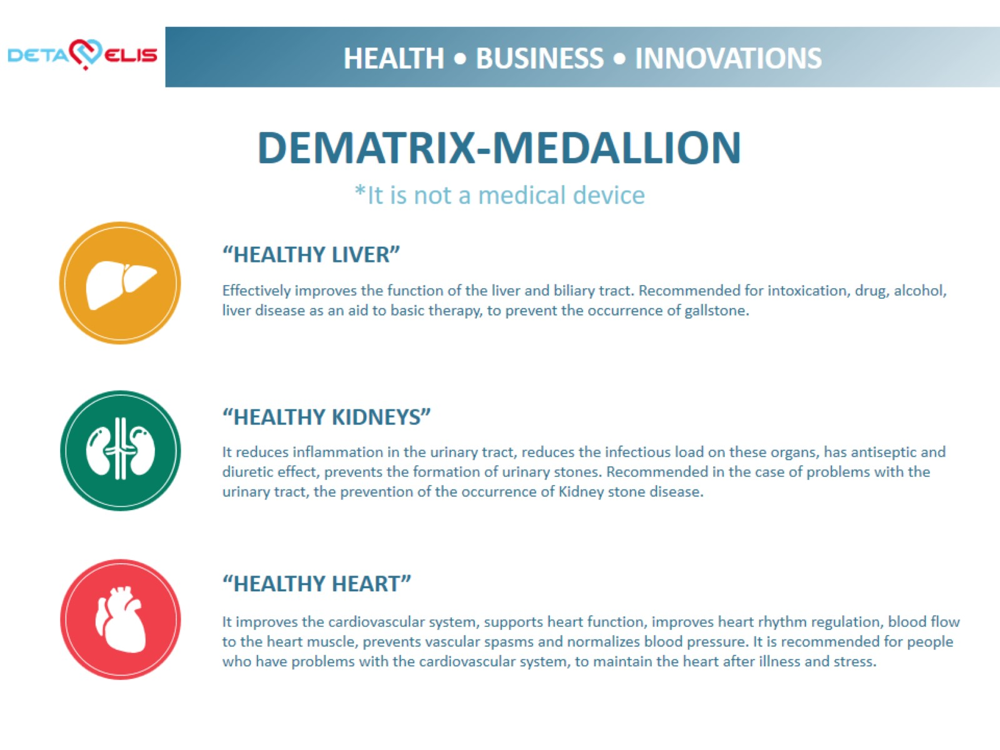 DETA ELIS
HEALTH • BUSINESS • INNOVATIONS
DEMATRIX-MEDALLION
*It is not a medical device
“HEALTHY LIVER”
Effectively improves the function of the liver and biliary tract. Recommended for intoxication, drug, alcohol,
liver disease as an aid to basic therapy, to prevent the occurrence of gallstone.
“HEALTHY KIDNEYS”
It reduces inflammation in the urinary tract, reduces the infectious load on these organs, has antiseptic and
diuretic effect, prevents the formation of urinary stones. Recommended in the case of problems with the
urinary tract, the prevention of the occurrence of Kidney stone disease.
“HEALTHY HEART”
It improves the cardiovascular system, supports heart function, improves heart rhythm regulation, blood flow
to the heart muscle, prevents vascular spasms and normalizes blood pressure. It is recommended for people
who have problems with the cardiovascular system, to maintain the heart after illness and stress.